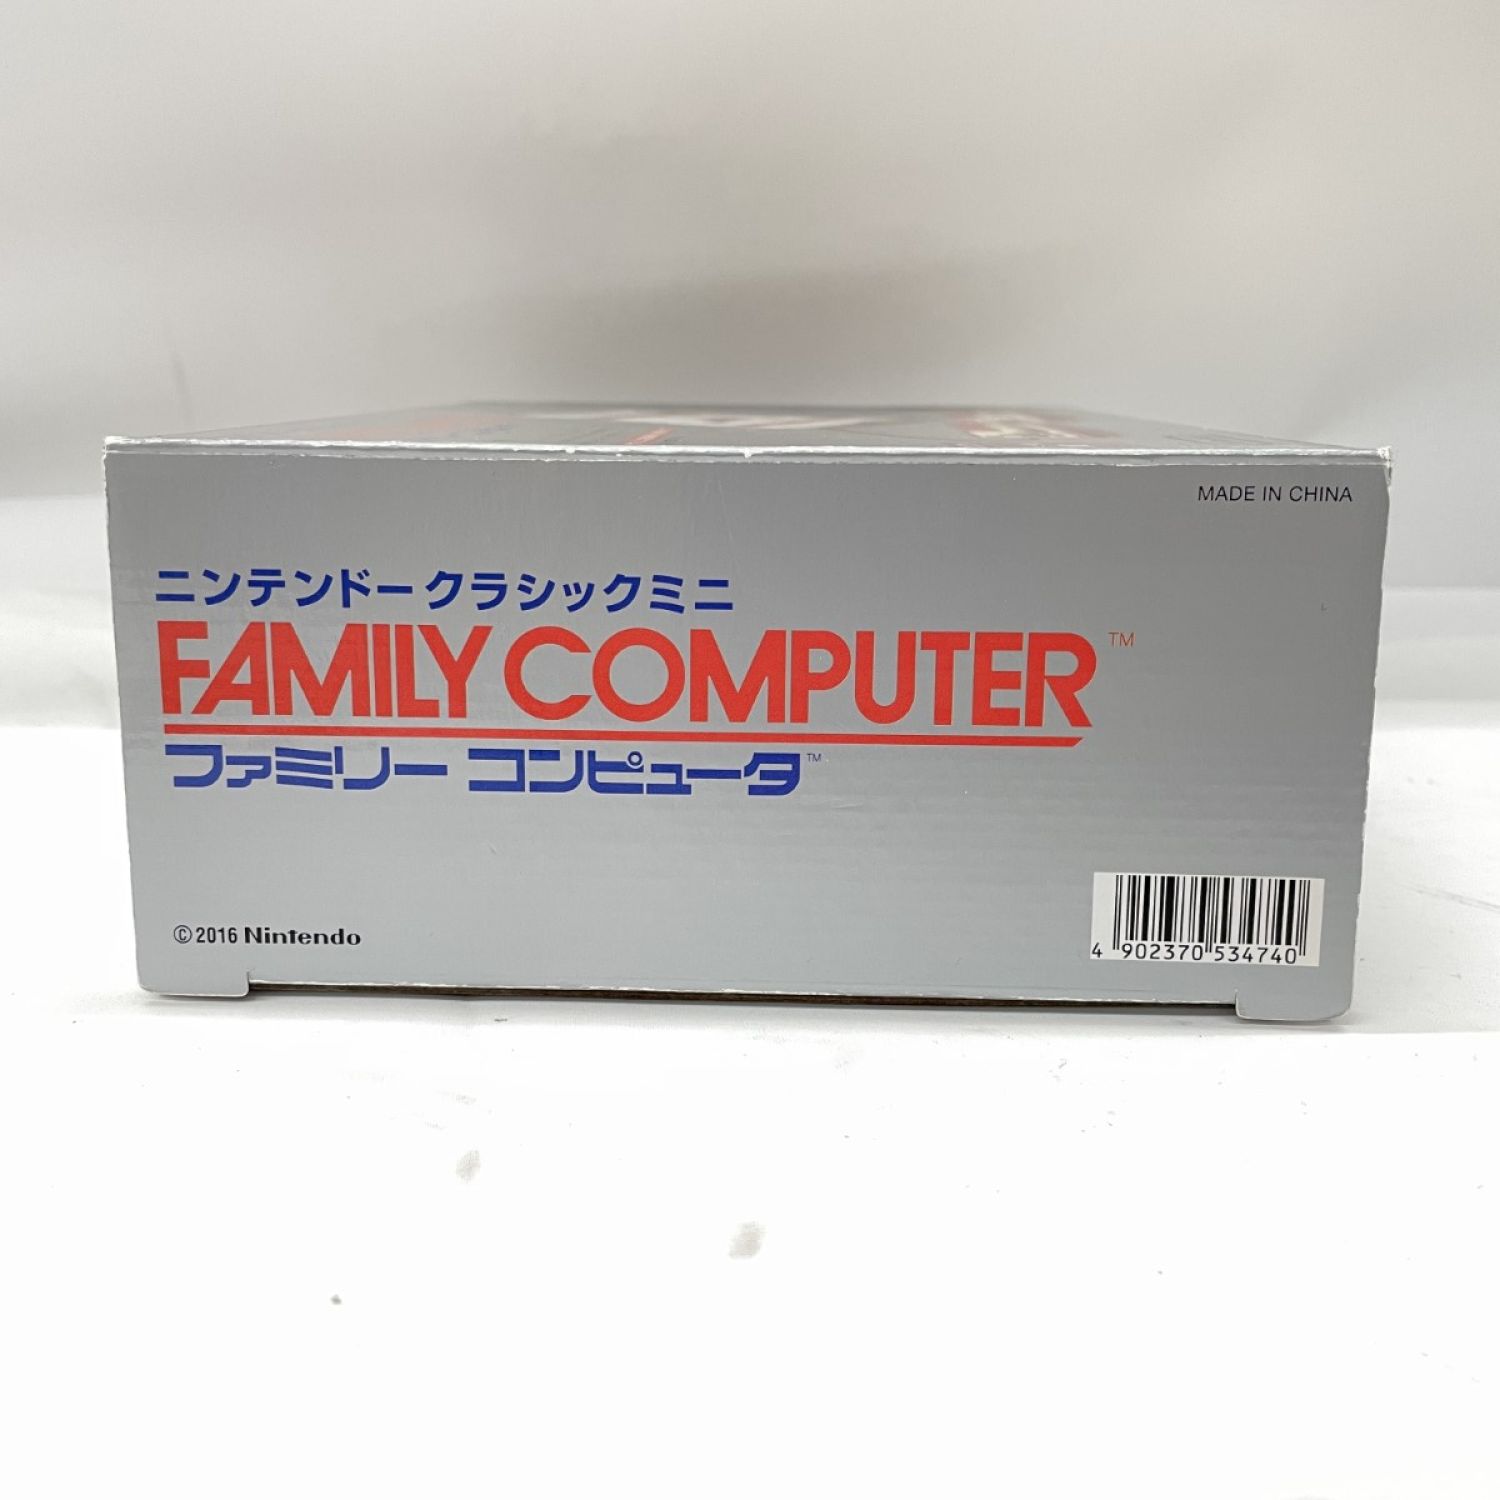 MADE IN CHINA
ニンテンドークラシックミニ
FAMILY COMPUTER™
ファミリー コンピュータ™
©2016 Nintendo
4 902370 534740